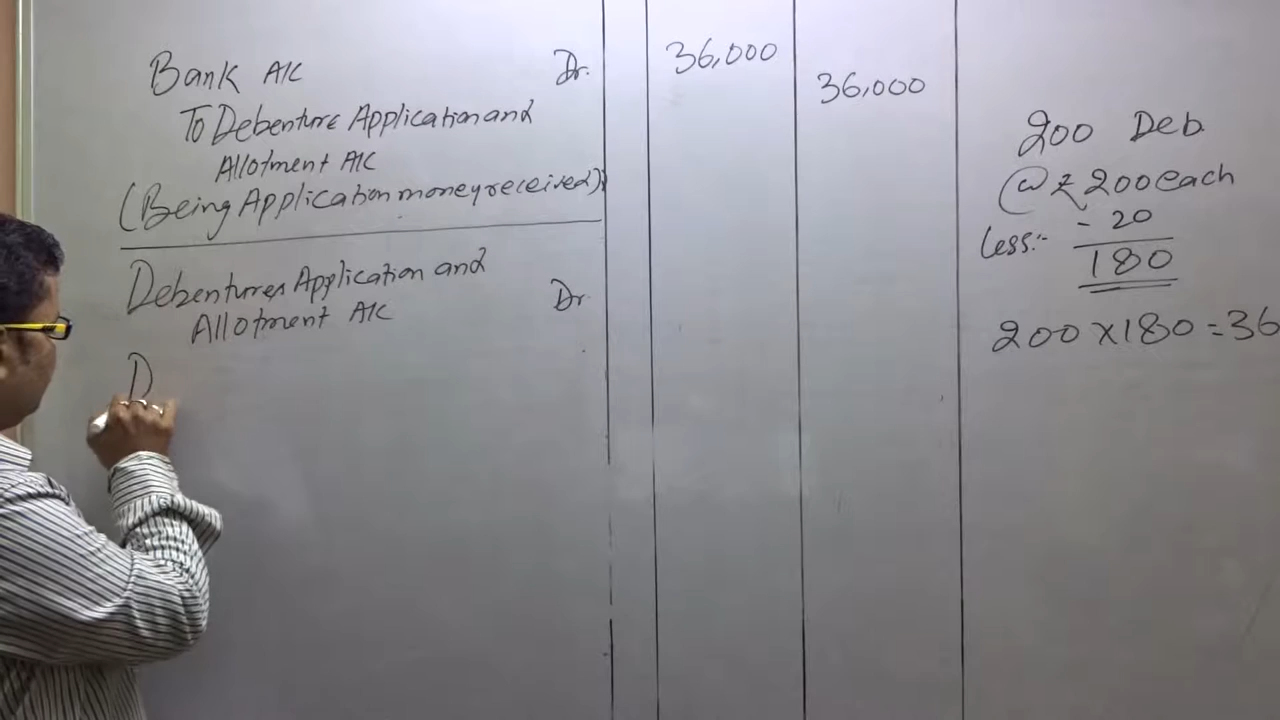 Bank A/C Dr. 36,000
To Debenture Application and 36,000
Allotment A/C
(Being Application money received)
Debentures Application and
Allotment A/C Dr.
D
200 Deb.
@ ₹ 200 each
Less:- - 20
180
200 × 180 = 36